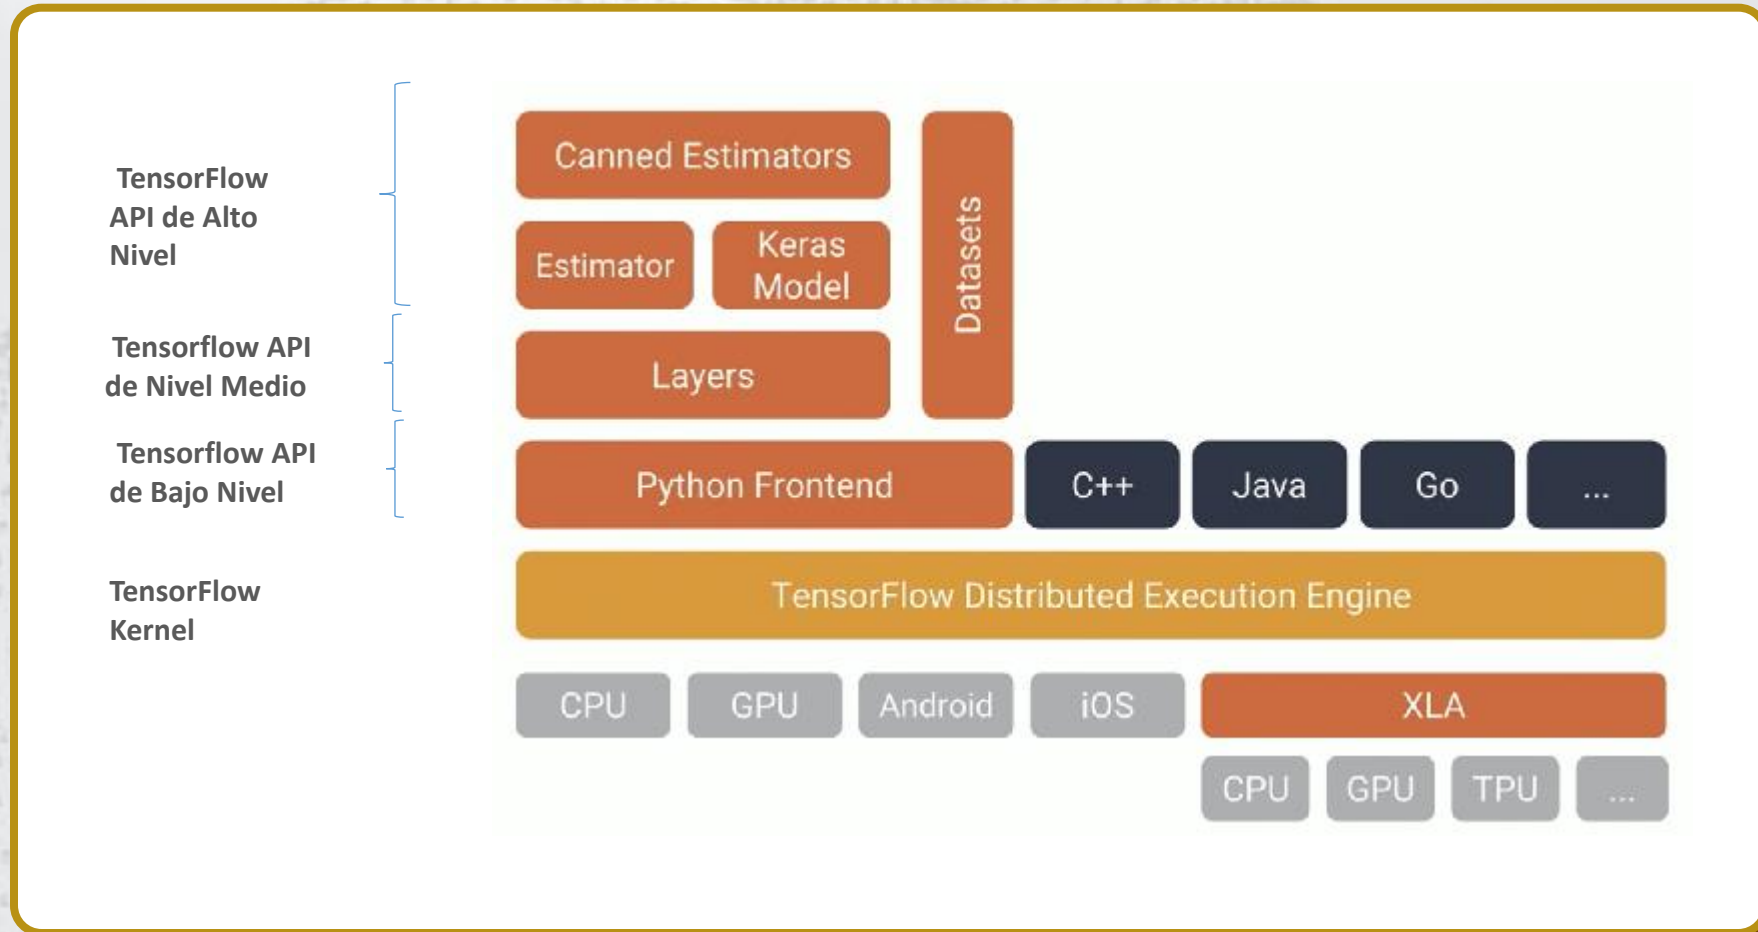 TensorFlow
API de Alto
Nivel
Canned Estimators
Estimator
Keras
Model
Datasets
Tensorflow API
de Nivel Medio
Layers
Tensorflow API
de Bajo Nivel
Python Frontend
C++
Java
Go
...
TensorFlow
Kernel
TensorFlow Distributed Execution Engine
CPU
GPU
Android
iOS
XLA
CPU
GPU
TPU
...